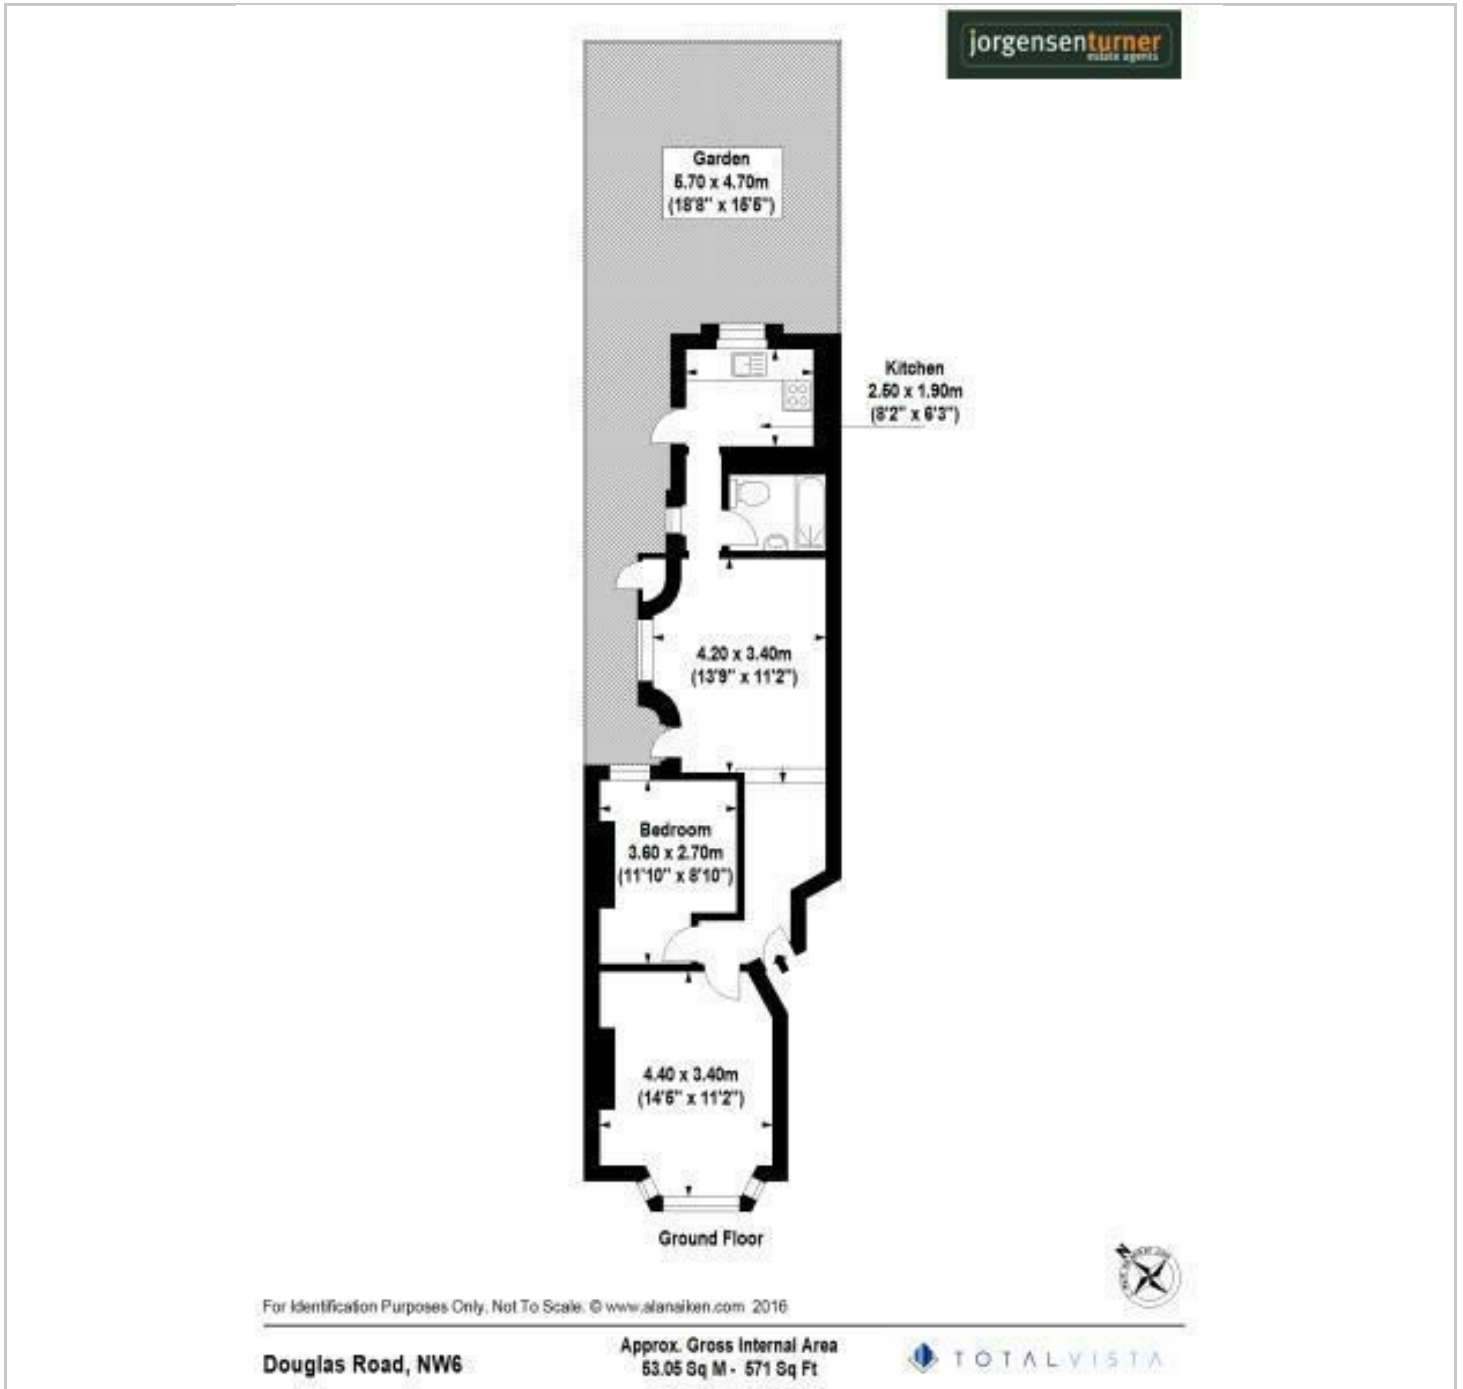 jorgensenturner
estate agents
Garden
5.70 x 4.70m
(18'8" x 15'5")
Kitchen
2.50 x 1.90m
(8'2" x 6'3")
4.20 x 3.40m
(13'9" x 11'2")
Bedroom
3.60 x 2.70m
(11'10" x 8'10")
4.40 x 3.40m
(14'5" x 11'2")
Ground Floor
N
For Identification Purposes Only. Not To Scale. © www.alanaiken.com 2016
Douglas Road, NW6
Approx. Gross Internal Area
53.05 Sq M - 571 Sq Ft
TOTALVISTA